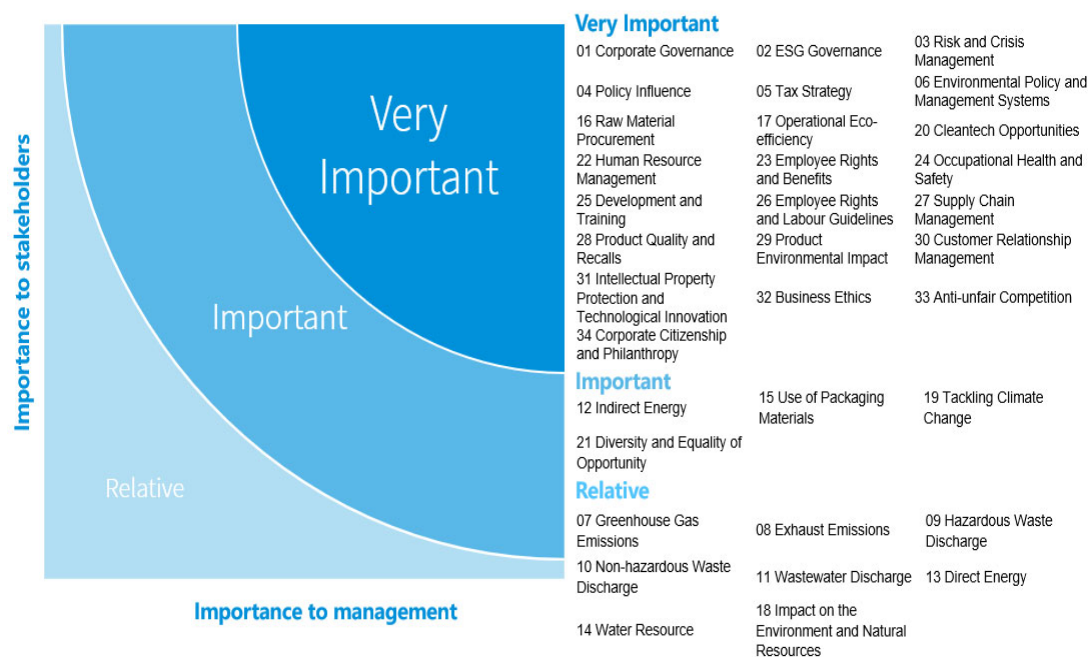 Importance to stakeholders
Very
Important
Important
Relative
Importance to management
Very Important
01 Corporate Governance
02 ESG Governance
03 Risk and Crisis
Management
04 Policy Influence
05 Tax Strategy
06 Environmental Policy and
Management Systems
16 Raw Material
Procurement
17 Operational Eco-
efficiency
20 Cleantech Opportunities
22 Human Resource
Management
23 Employee Rights
and Benefits
24 Occupational Health and
Safety
25 Development and
Training
26 Employee Rights
and Labour Guidelines
27 Supply Chain
Management
28 Product Quality and
Recalls
29 Product
Environmental Impact
30 Customer Relationship
Management
31 Intellectual Property
Protection and
Technological Innovation
32 Business Ethics
33 Anti-unfair Competition
34 Corporate Citizenship
and Philanthropy
Important
12 Indirect Energy
15 Use of Packaging
Materials
19 Tackling Climate
Change
21 Diversity and Equality of
Opportunity
Relative
07 Greenhouse Gas
Emissions
08 Exhaust Emissions
09 Hazardous Waste
Discharge
10 Non-hazardous Waste
Discharge
11 Wastewater Discharge
13 Direct Energy
14 Water Resource
18 Impact on the
Environment and Natural
Resources